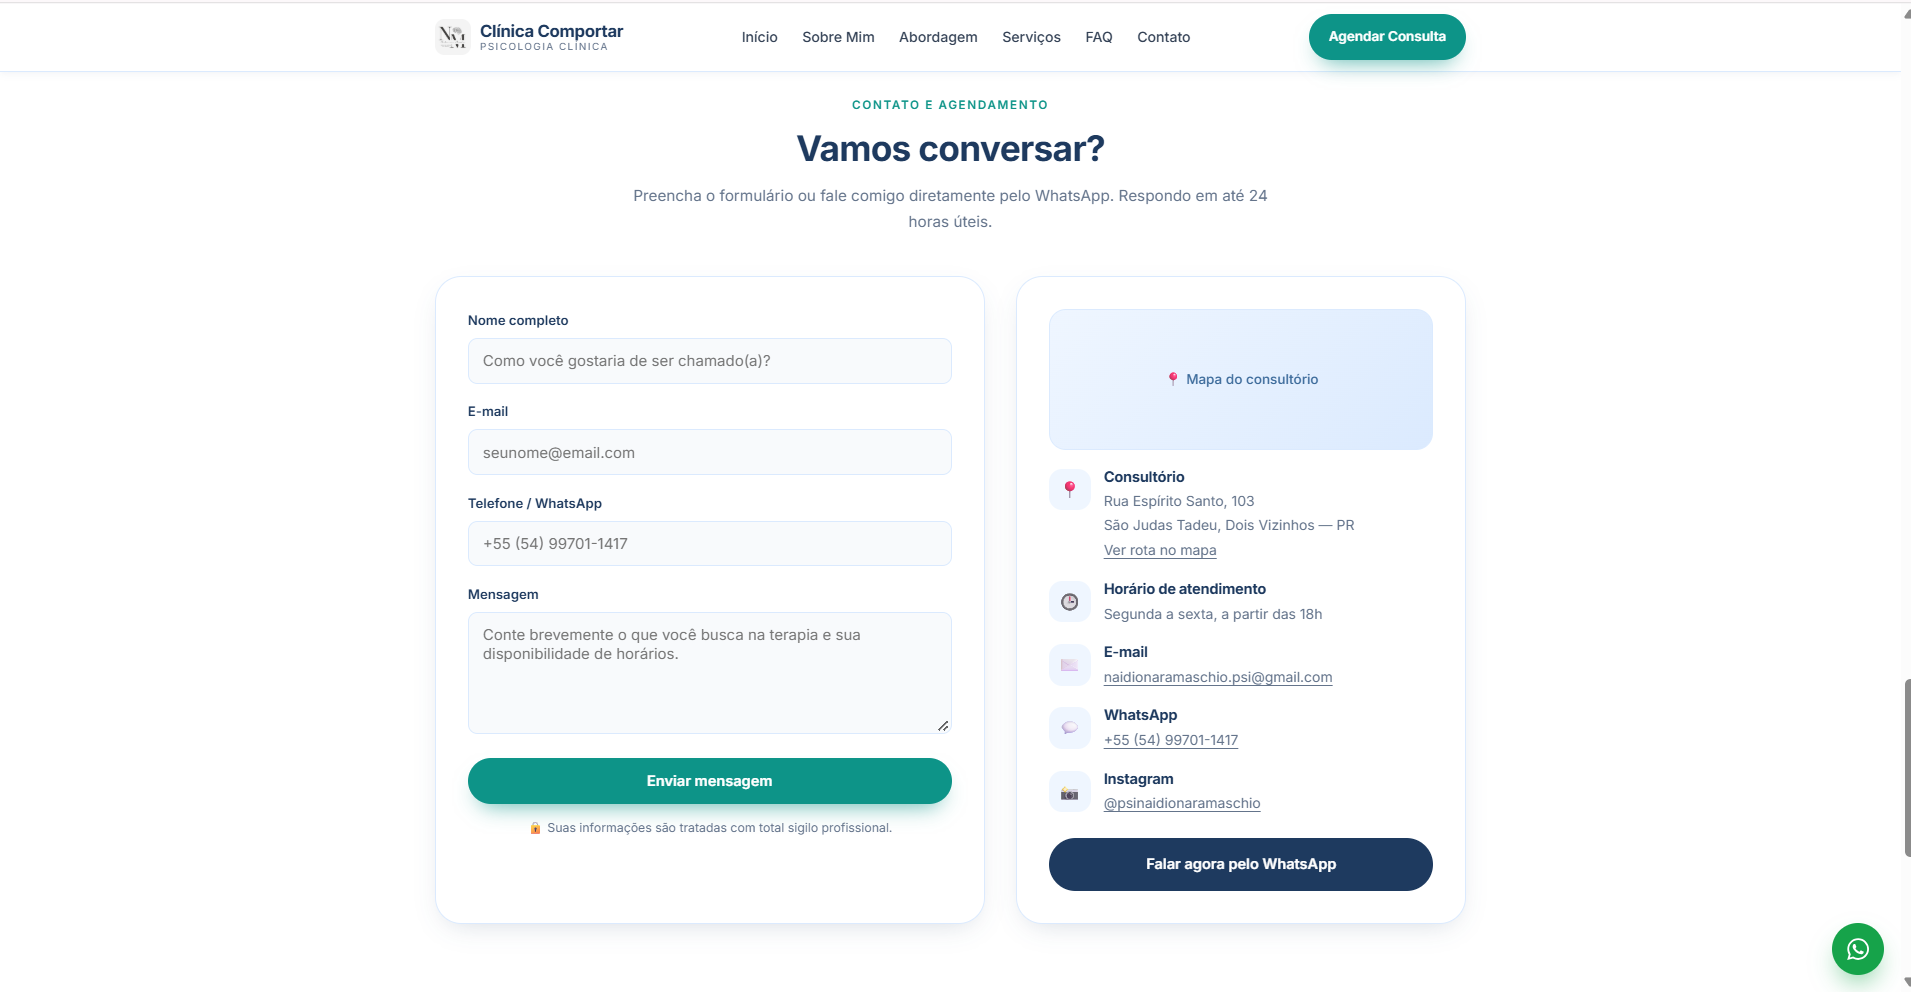 Clínica Comportar
PSICOLOGIA CLÍNICA
Início
Sobre Mim
Abordagem
Serviços
FAQ
Contato
Agendar Consulta
CONTATO E AGENDAMENTO
Vamos conversar?
Preencha o formulário ou fale comigo diretamente pelo WhatsApp. Respondo em até 24
horas úteis.
Nome completo
Como você gostaria de ser chamado(a)?
E-mail
seunome@email.com
Telefone / WhatsApp
+55 (54) 99701-1417
Mensagem
Conte brevemente o que você busca na terapia e sua
disponibilidade de horários.
Enviar mensagem
Suas informações são tratadas com total sigilo profissional.
Mapa do consultório
Consultório
Rua Espírito Santo, 103
São Judas Tadeu, Dois Vizinhos — PR
Ver rota no mapa
Horário de atendimento
Segunda a sexta, a partir das 18h
E-mail
naidionaramaschio.psi@gmail.com
WhatsApp
+55 (54) 99701-1417
Instagram
@psinaidionaramaschio
Falar agora pelo WhatsApp